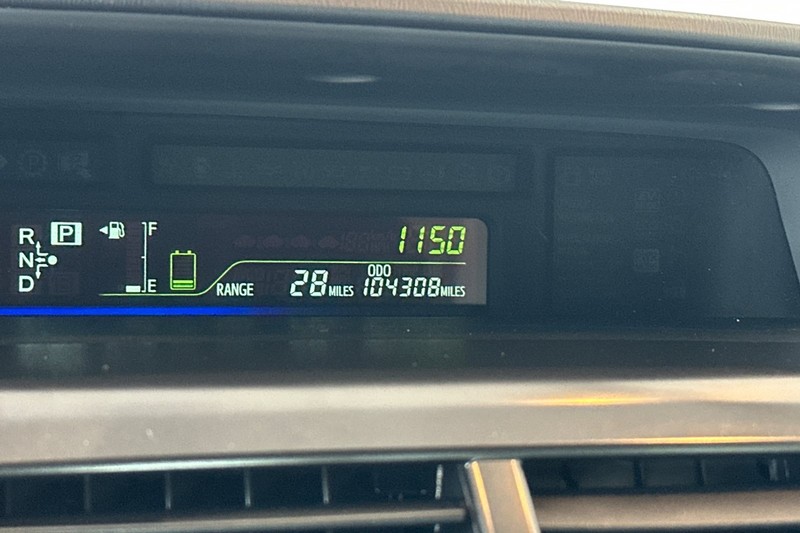 R P F
1150
N
ODO
D E RANGE 28 MILES 104308 MILES